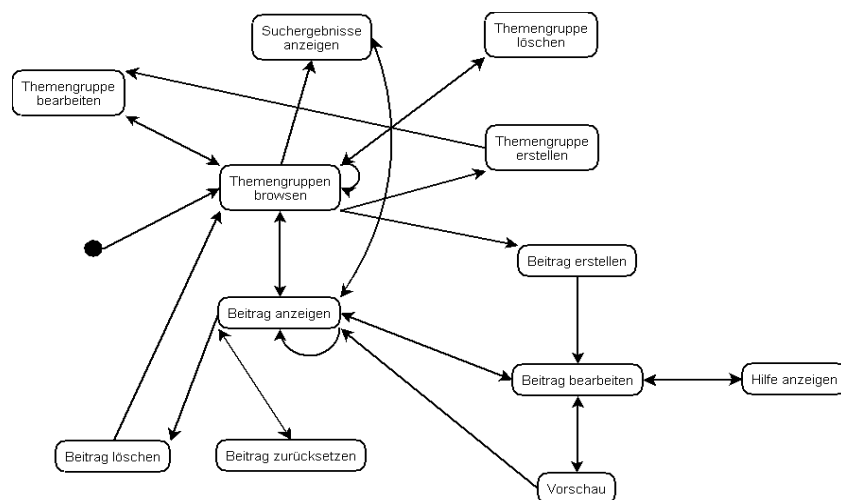 Suchergebnisse
anzeigen
Themengruppe
löschen
Themengruppe
bearbeiten
Themengruppe
erstellen
Themengruppen
browsen
Beitrag erstellen
Beitrag anzeigen
Beitrag bearbeiten
Hilfe anzeigen
Beitrag löschen
Beitrag zurücksetzen
Vorschau